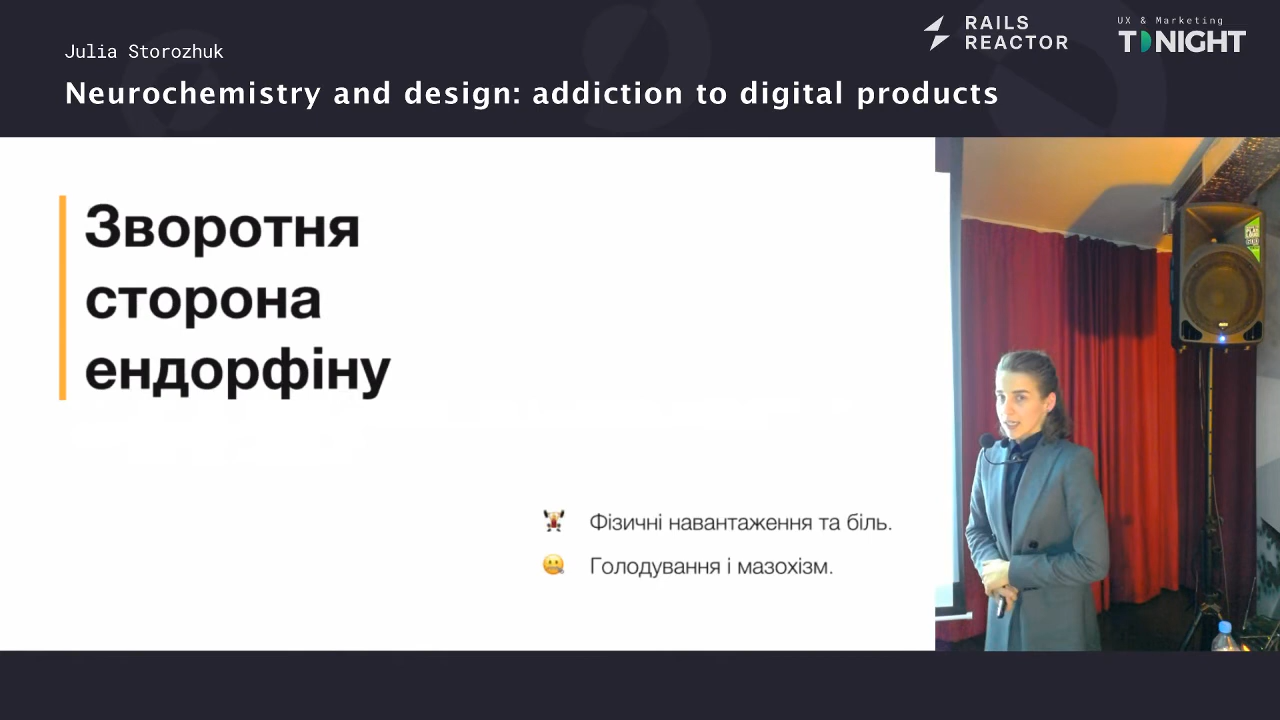 Julia Storozhuk
Neurochemistry and design: addiction to digital products
RAILS
REACTOR
UX & Marketing
TONIGHT
Зворотня
сторона
ендорфіну
Фізичні навантаження та біль.
Голодування і мазохізм.